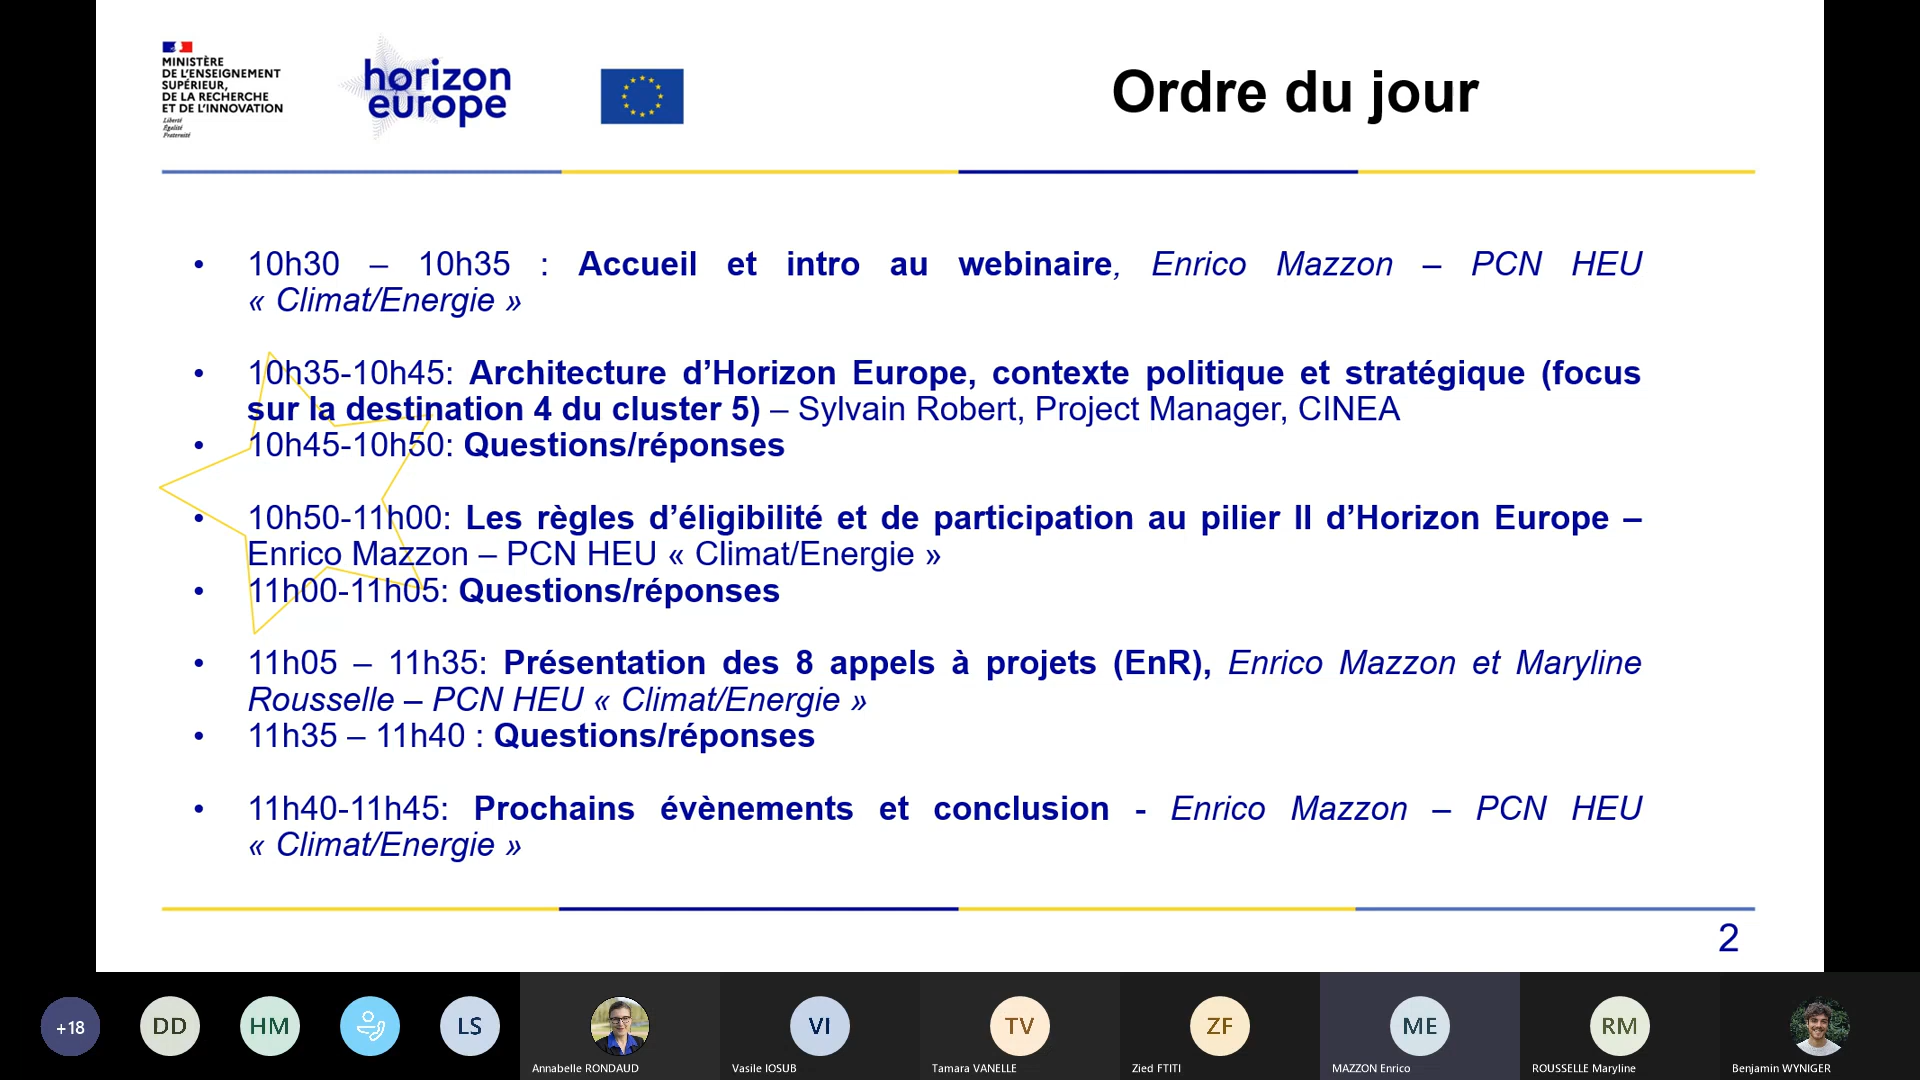 MINISTÈRE
DE L'ENSEIGNEMENT
SUPÉRIEUR,
DE LA RECHERCHE
ET DE L'INNOVATION
Liberté
Égalité
Fraternité
horizon
europe
Ordre du jour
• 10h30 – 10h35 : Accueil et intro au webinaire, Enrico Mazzon – PCN HEU
« Climat/Energie »
• 10h35-10h45: Architecture d’Horizon Europe, contexte politique et stratégique (focus
sur la destination 4 du cluster 5) – Sylvain Robert, Project Manager, CINEA
• 10h45-10h50: Questions/réponses
• 10h50-11h00: Les règles d’éligibilité et de participation au pilier II d’Horizon Europe –
Enrico Mazzon – PCN HEU « Climat/Energie »
• 11h00-11h05: Questions/réponses
• 11h05 – 11h35: Présentation des 8 appels à projets (EnR), Enrico Mazzon et Maryline
Rousselle – PCN HEU « Climat/Energie »
• 11h35 – 11h40 : Questions/réponses
• 11h40-11h45: Prochains évènements et conclusion - Enrico Mazzon – PCN HEU
« Climat/Energie »
2
+18
DD
HM
LS
VI
TV
ZF
ME
RM
Annabelle RONDAUD
Vasile IOSUB
Tamara VANELLE
Zied FTITI
MAZZON Enrico
ROUSSELLE Maryline
Benjamin WYNIGER